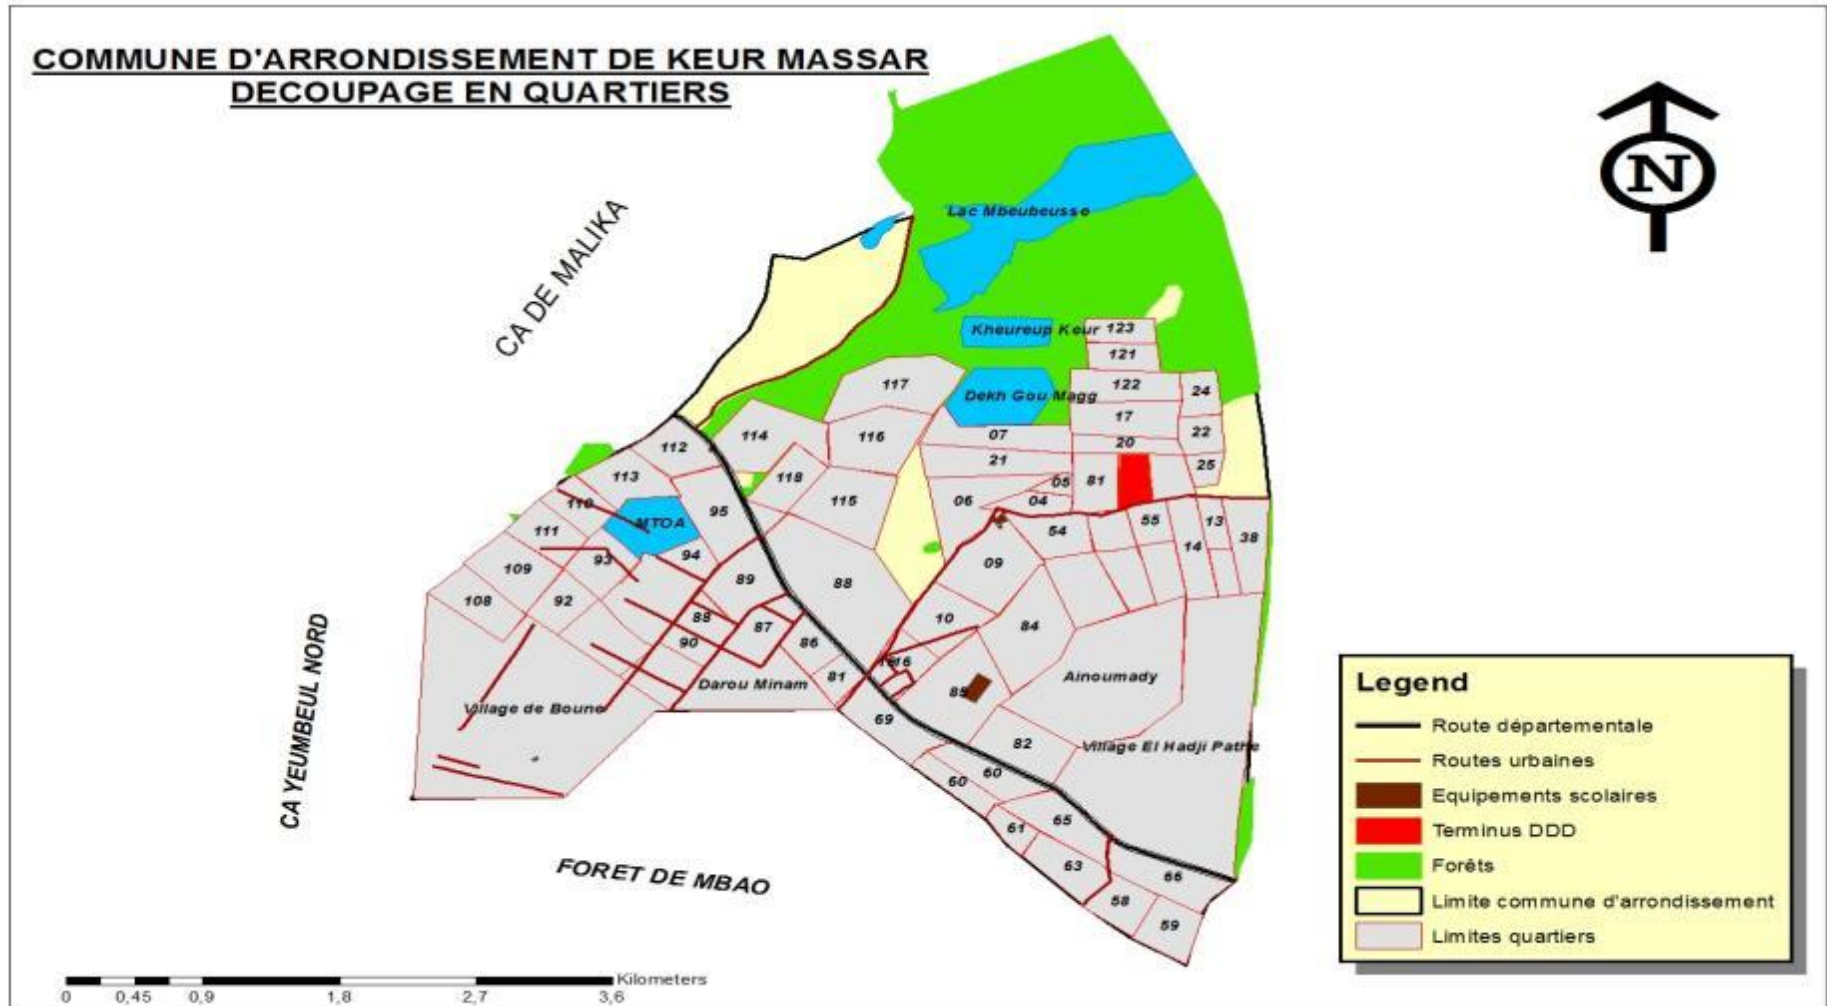 COMMUNE D'ARRONDISSEMENT DE KEUR MASSAR
DECOUPAGE EN QUARTIERS
N
CA DE MALIKA
Lac Mbeubeusse
Kheureup Keur
123
121
117
Dekh Gou Magg
122
24
17
07
20
22
21
25
112
114
116
118
115
06
05
04
81
113
110
MTOA
95
111
93
94
54
55
14
13
38
109
108
92
89
88
09
88
87
86
90
10
84
81
16
85
Darou Minam
Ainoumady
Village de Boune
69
82
Village El Hadji Pathe
60
60
61
65
63
66
58
59
CA YEUMBEUL NORD
FORET DE MBAO
Legend
Route départementale
Routes urbaines
Equipements scolaires
Terminus DDD
Forêts
Limite commune d'arrondissement
Limites quartiers
Kilometers
0 0,45 0,9 1,8 2,7 3,6